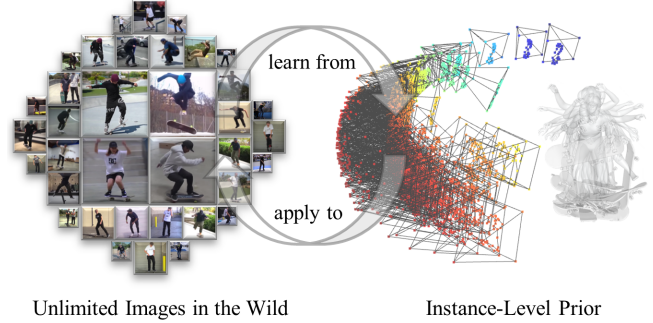 learn from
apply to
Unlimited Images in the Wild
Instance-Level Prior